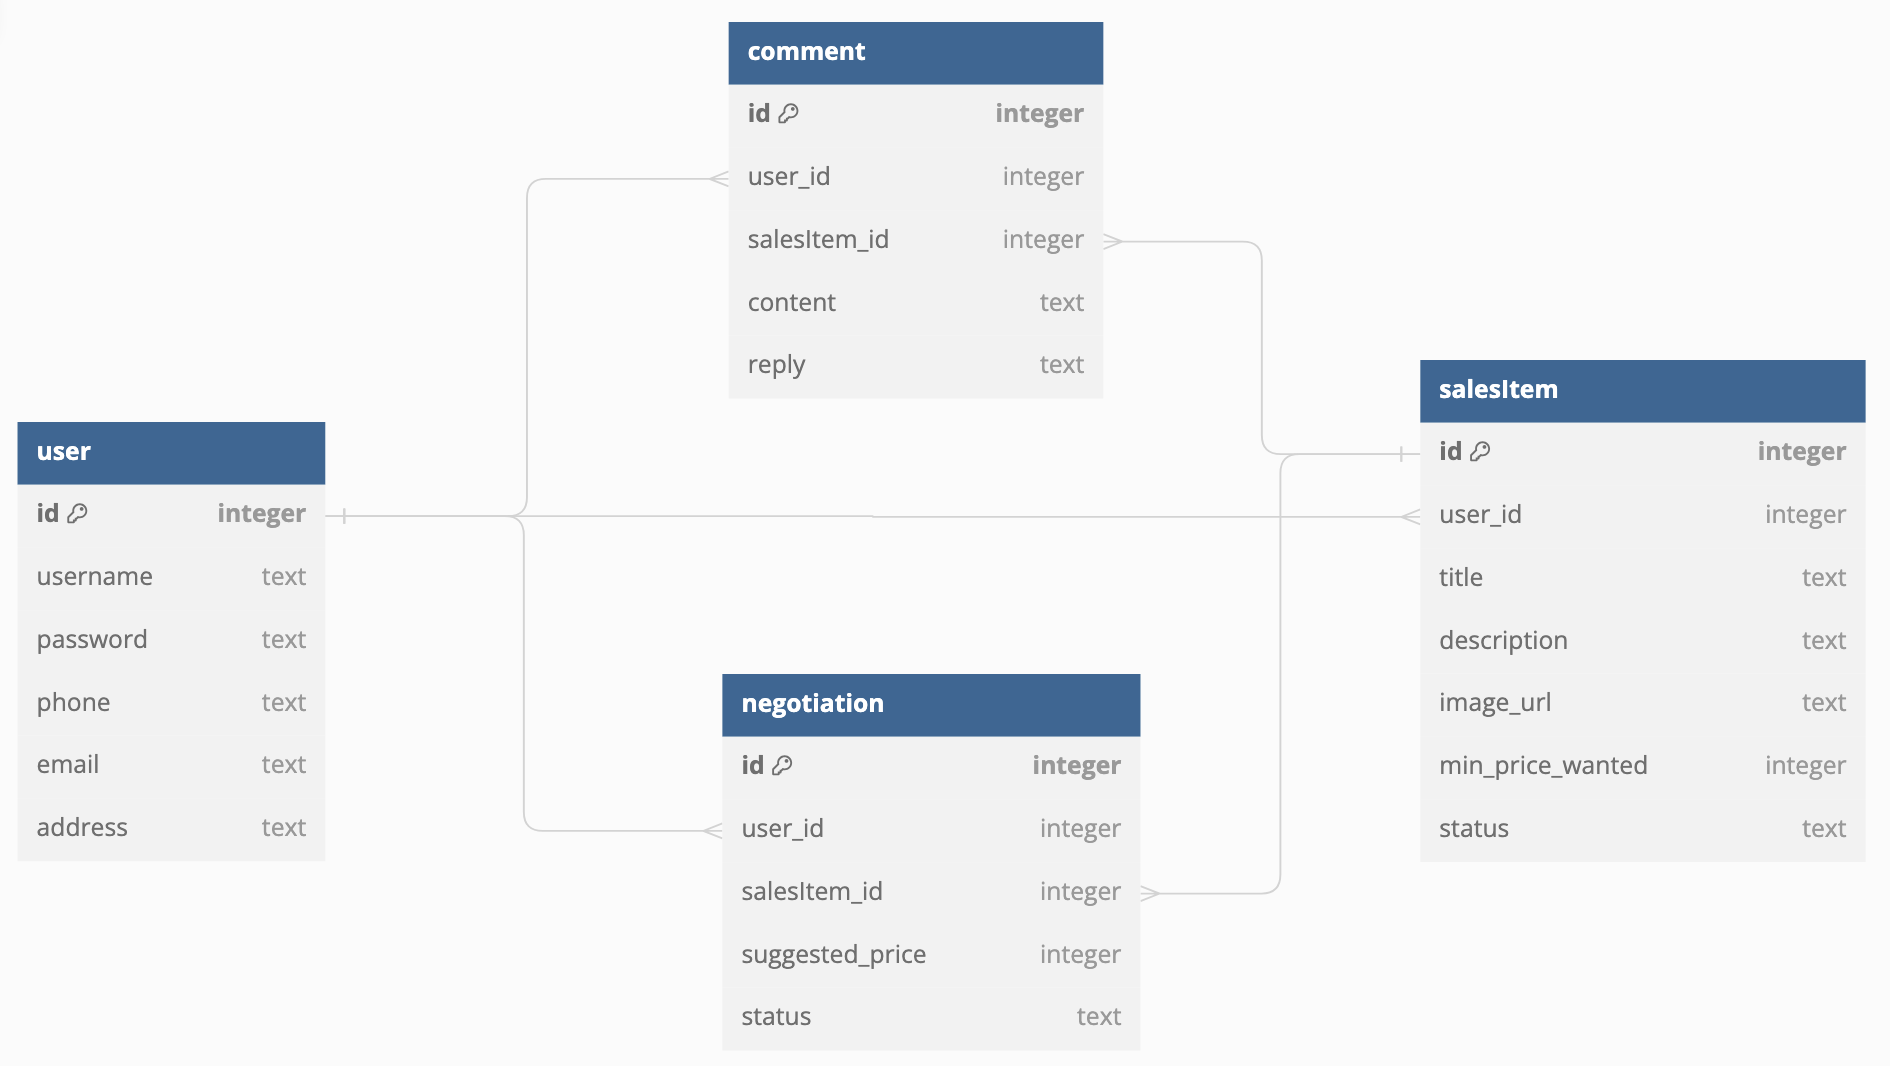 comment
id integer
user_id integer
salesItem_id integer
content text
reply text
user
id integer
username text
password text
phone text
email text
address text
negotiation
id integer
user_id integer
salesItem_id integer
suggested_price integer
status text
salesItem
id integer
user_id integer
title text
description text
image_url text
min_price_wanted integer
status text